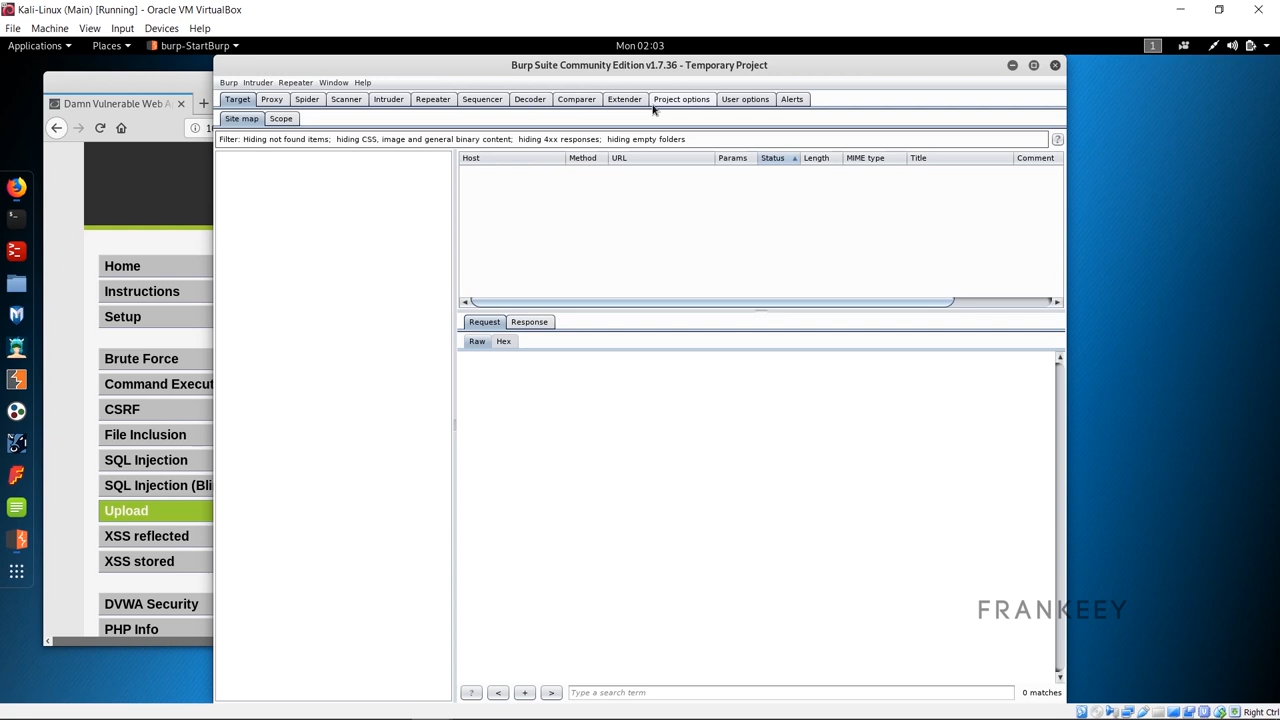 Kali-Linux (Main) [Running] - Oracle VM VirtualBox
File Machine View Input Devices Help
Applications Places burp-StartBurp Mon 02:03 1
Burp Suite Community Edition v1.7.36 - Temporary Project
Burp Intruder Repeater Window Help
Target Proxy Spider Scanner Intruder Repeater Sequencer Decoder Comparer Extender Project options User options Alerts
Damn Vulnerable Web A
Site map Scope
Filter: Hiding not found items; hiding CSS, image and general binary content; hiding 4xx responses; hiding empty folders ?
Host Method URL Params Status Length MIME type Title Comment
Home
Instructions
Setup
Brute Force
Command Execut
CSRF
File Inclusion
SQL Injection
SQL Injection (Bli
Upload
XSS reflected
XSS stored
DVWA Security
PHP Info
Request Response
Raw Hex
FRANKEEY
? < + > Type a search term 0 matches
Right Ctrl